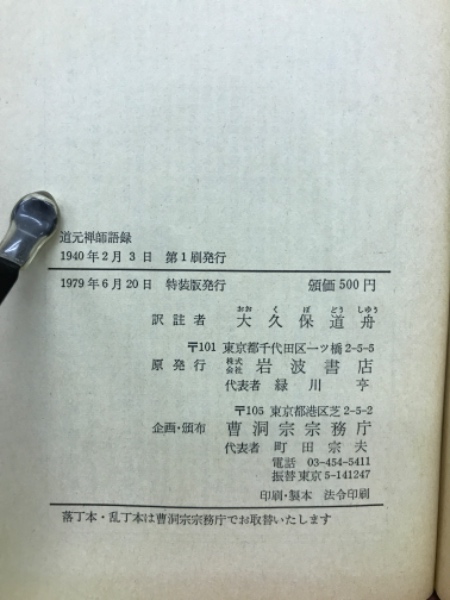 道元禅師語録
1940年2月3日 第1刷発行
1979年6月20日 特装版発行 頒価500円
おお く ぼ どう しゆう
訳註者 大久保道舟
〒101 東京都千代田区一ツ橋2-5-5
原発行 株式会社 岩波書店
代表者 緑川亨
〒105 東京都港区芝2-5-2
企画・頒布 曹洞宗宗務庁
代表者 町田宗夫
電話 03-454-5411
振替東京5-141247
印刷・製本 法令印刷
落丁本・乱丁本は曹洞宗宗務庁でお取替いたします